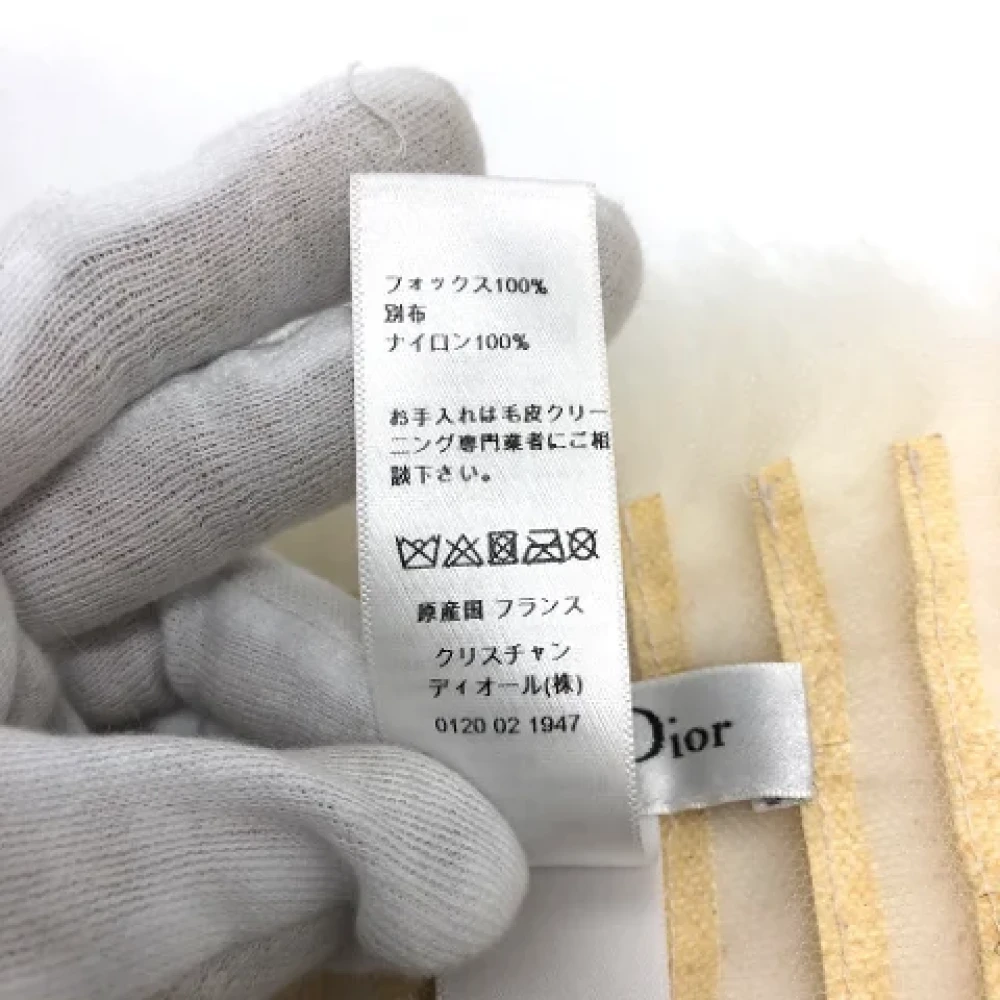 フォックス100%
別布
ナイロン100%
お手入れは毛皮クリー
ニング専門業者にご相
談下さい。
原産国 フランス
クリスチャン
ディオール(株)
0120 02 1947
Dior